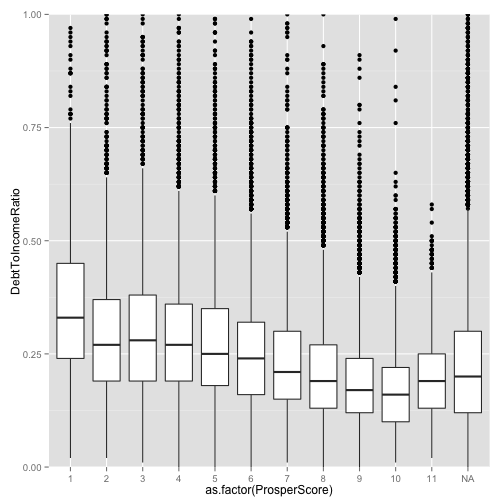 1.00
0.75
0.50
0.25
0.00
DebtToIncomeRatio
1 2 3 4 5 6 7 8 9 10 11 NA
as.factor(ProsperScore)